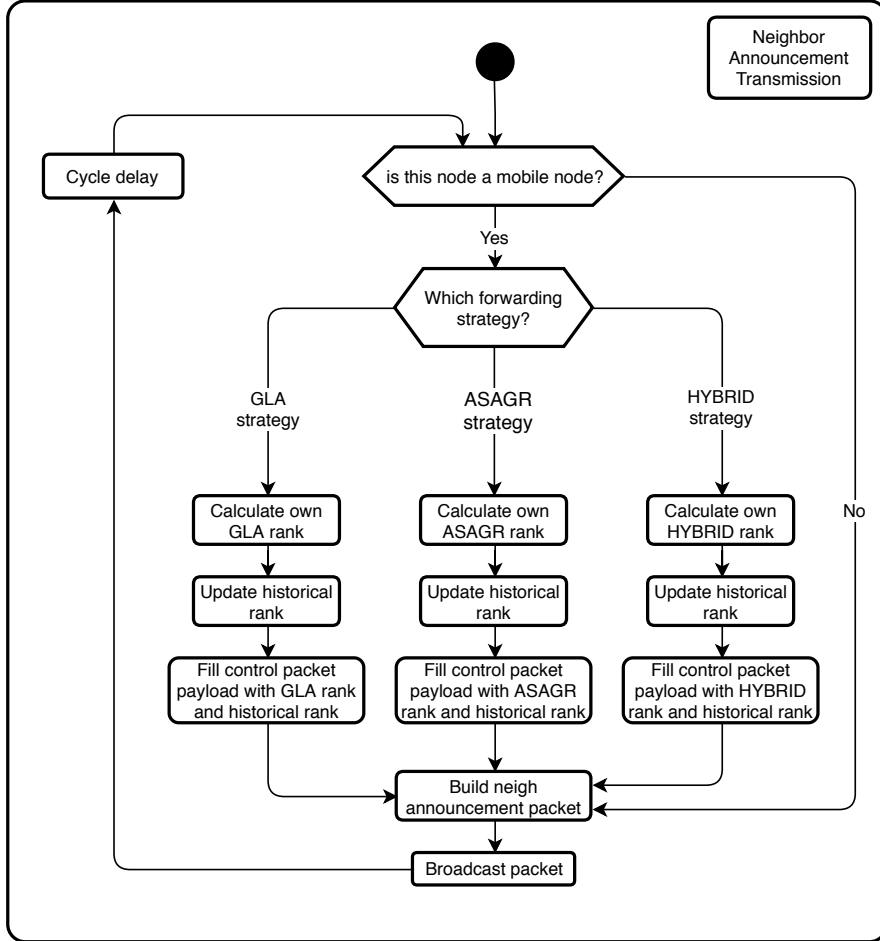 Neighbor
Announcement
Transmission
Cycle delay
is this node a mobile node?
Yes
Which forwarding
strategy?
GLA
strategy
ASAGR
strategy
HYBRID
strategy
No
Calculate own
GLA rank
Calculate own
ASAGR rank
Calculate own
HYBRID rank
Update historical
rank
Update historical
rank
Update historical
rank
Fill control packet
payload with GLA rank
and historical rank
Fill control packet
payload with ASAGR
rank and historical rank
Fill control packet
payload with HYBRID
rank and historical rank
Build neigh
announcement packet
Broadcast packet